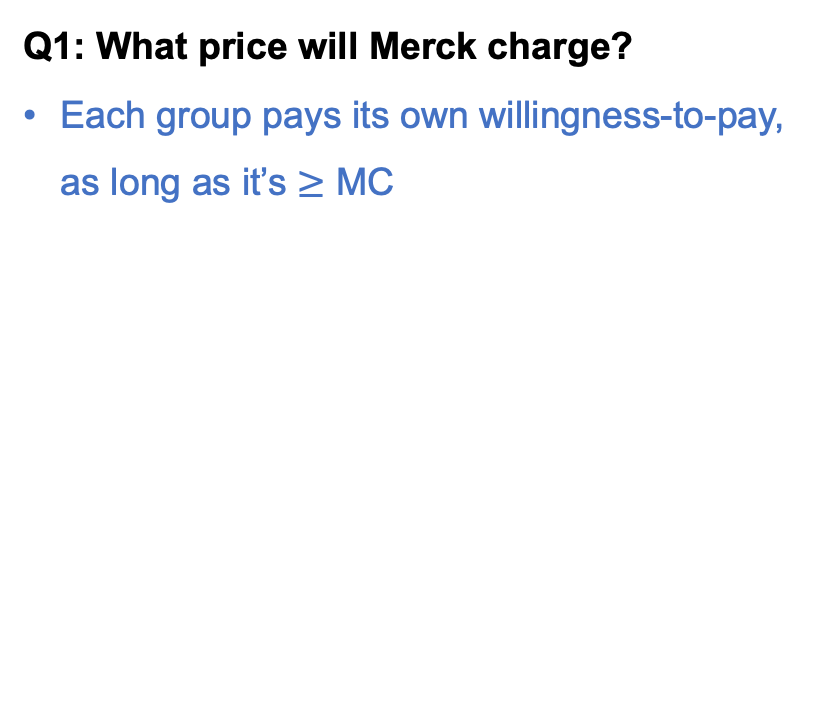 Q1: What price will Merck charge?
• Each group pays its own willingness-to-pay,
as long as it’s ≥ MC